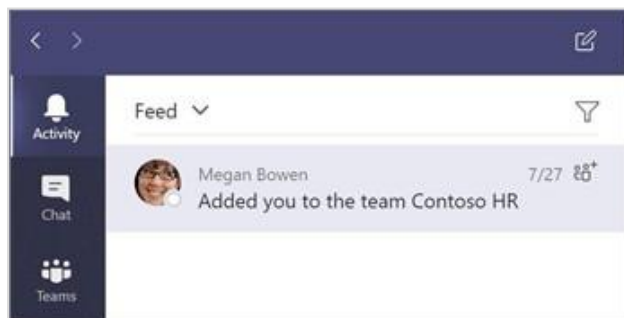 Activity
Chat
Teams
Feed
Megan Bowen 7/27
Added you to the team Contoso HR